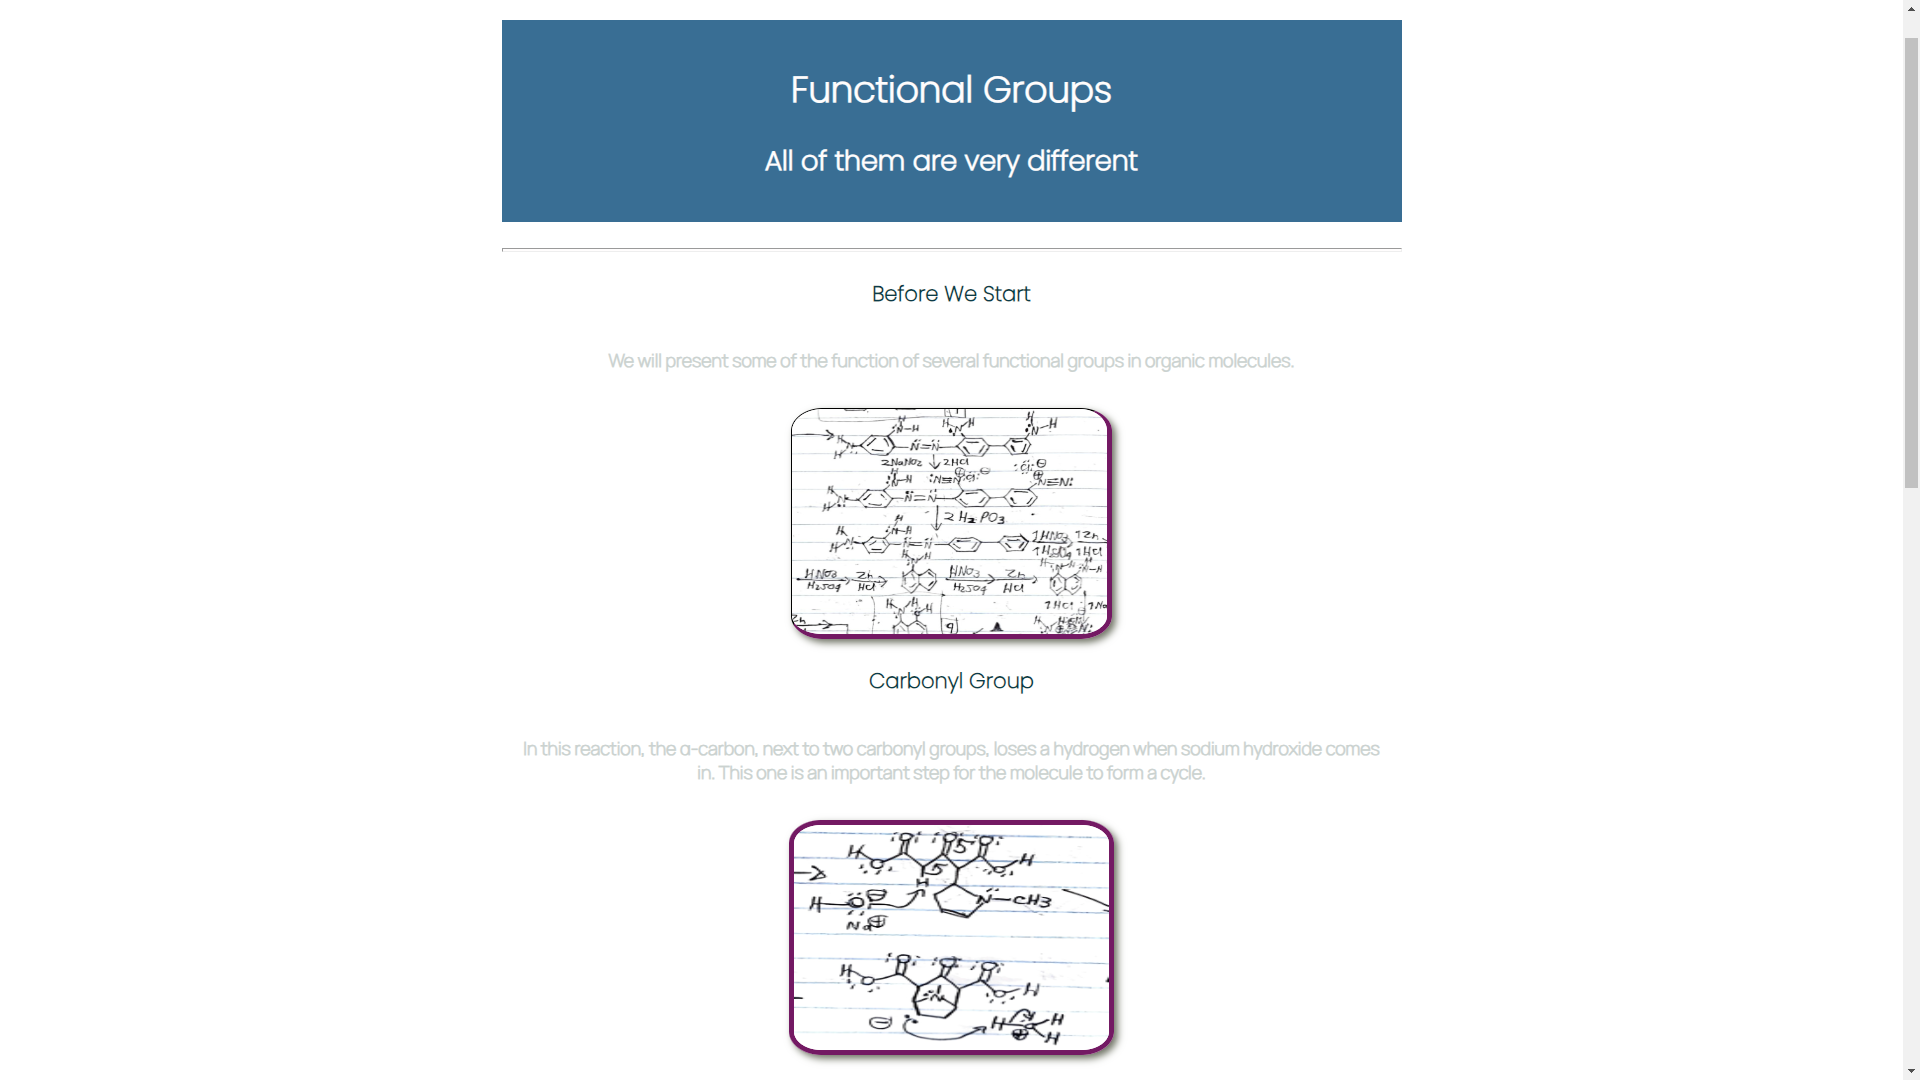 Functional Groups
All of them are very different
Before We Start
We will present some of the function of several functional groups in organic molecules.
2NaNO2 2HCl
2 H2 PO3
1HNO3 1Zn
1H2SO4 1HCl
HNO3 Zn HNO3 Zn
H2SO4 HCl H2SO4 HCl
Carbonyl Group
In this reaction, the α-carbon, next to two carbonyl groups, loses a hydrogen when sodium hydroxide comes
in. This one is an important step for the molecule to form a cycle.
N-CH3
Na